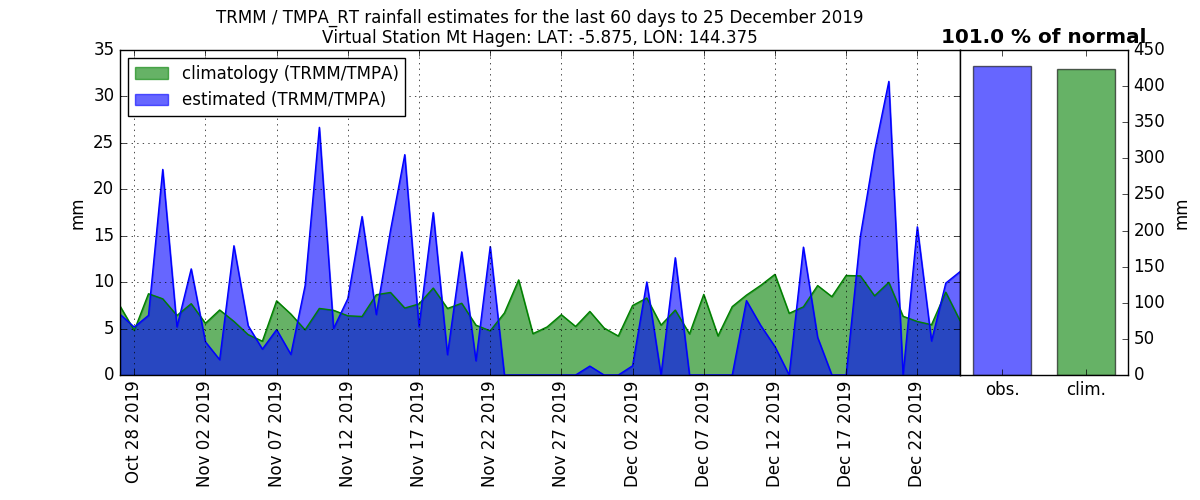 TRMM / TMPA_RT rainfall estimates for the last 60 days to 25 December 2019
Virtual Station Mt Hagen: LAT: -5.875, LON: 144.375
101.0 % of normal
climatology (TRMM/TMPA)
estimated (TRMM/TMPA)
mm
35
30
25
20
15
10
5
0
Oct 28 2019
Nov 02 2019
Nov 07 2019
Nov 12 2019
Nov 17 2019
Nov 22 2019
Nov 27 2019
Dec 02 2019
Dec 07 2019
Dec 12 2019
Dec 17 2019
Dec 22 2019
obs.
clim.
450
400
350
300
250
200
150
100
50
0
mm